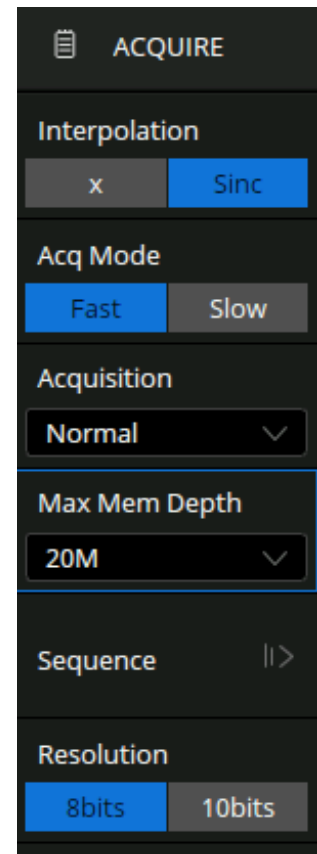 ACQUIRE
Interpolation
x Sinc
Acq Mode
Fast Slow
Acquisition
Normal
Max Mem Depth
20M
Sequence
Resolution
8bits 10bits